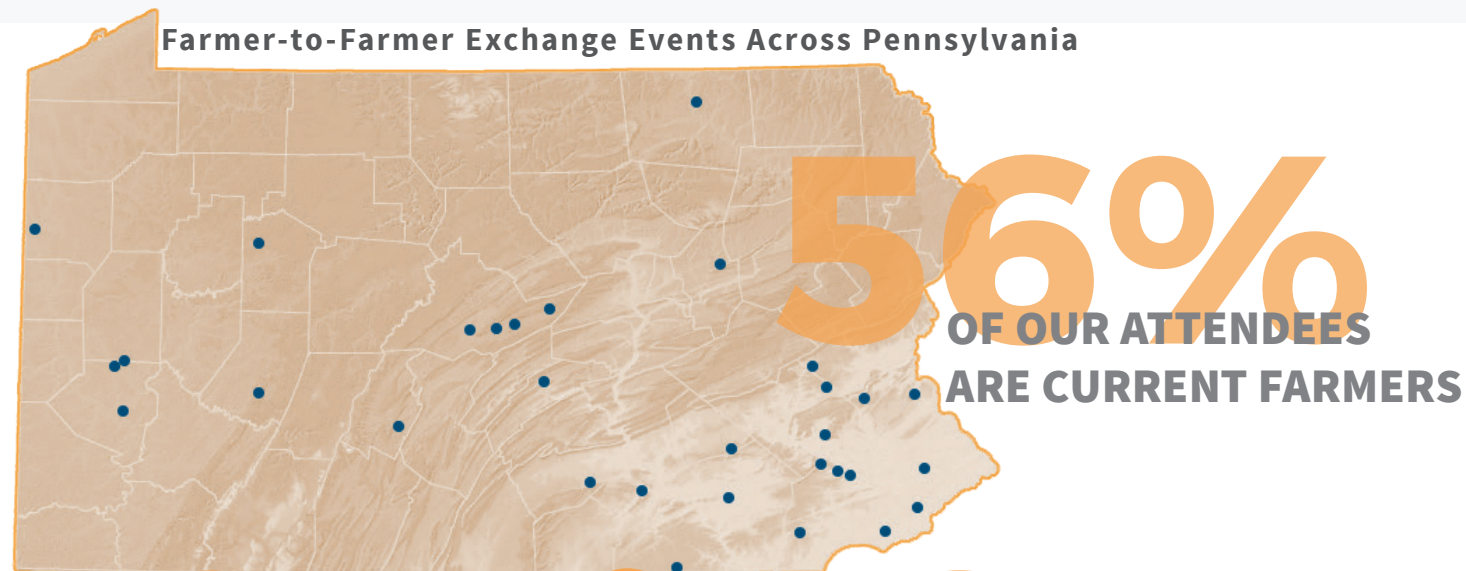 Farmer-to-Farmer Exchange Events Across Pennsylvania
56%
OF OUR ATTENDEES
ARE CURRENT FARMERS